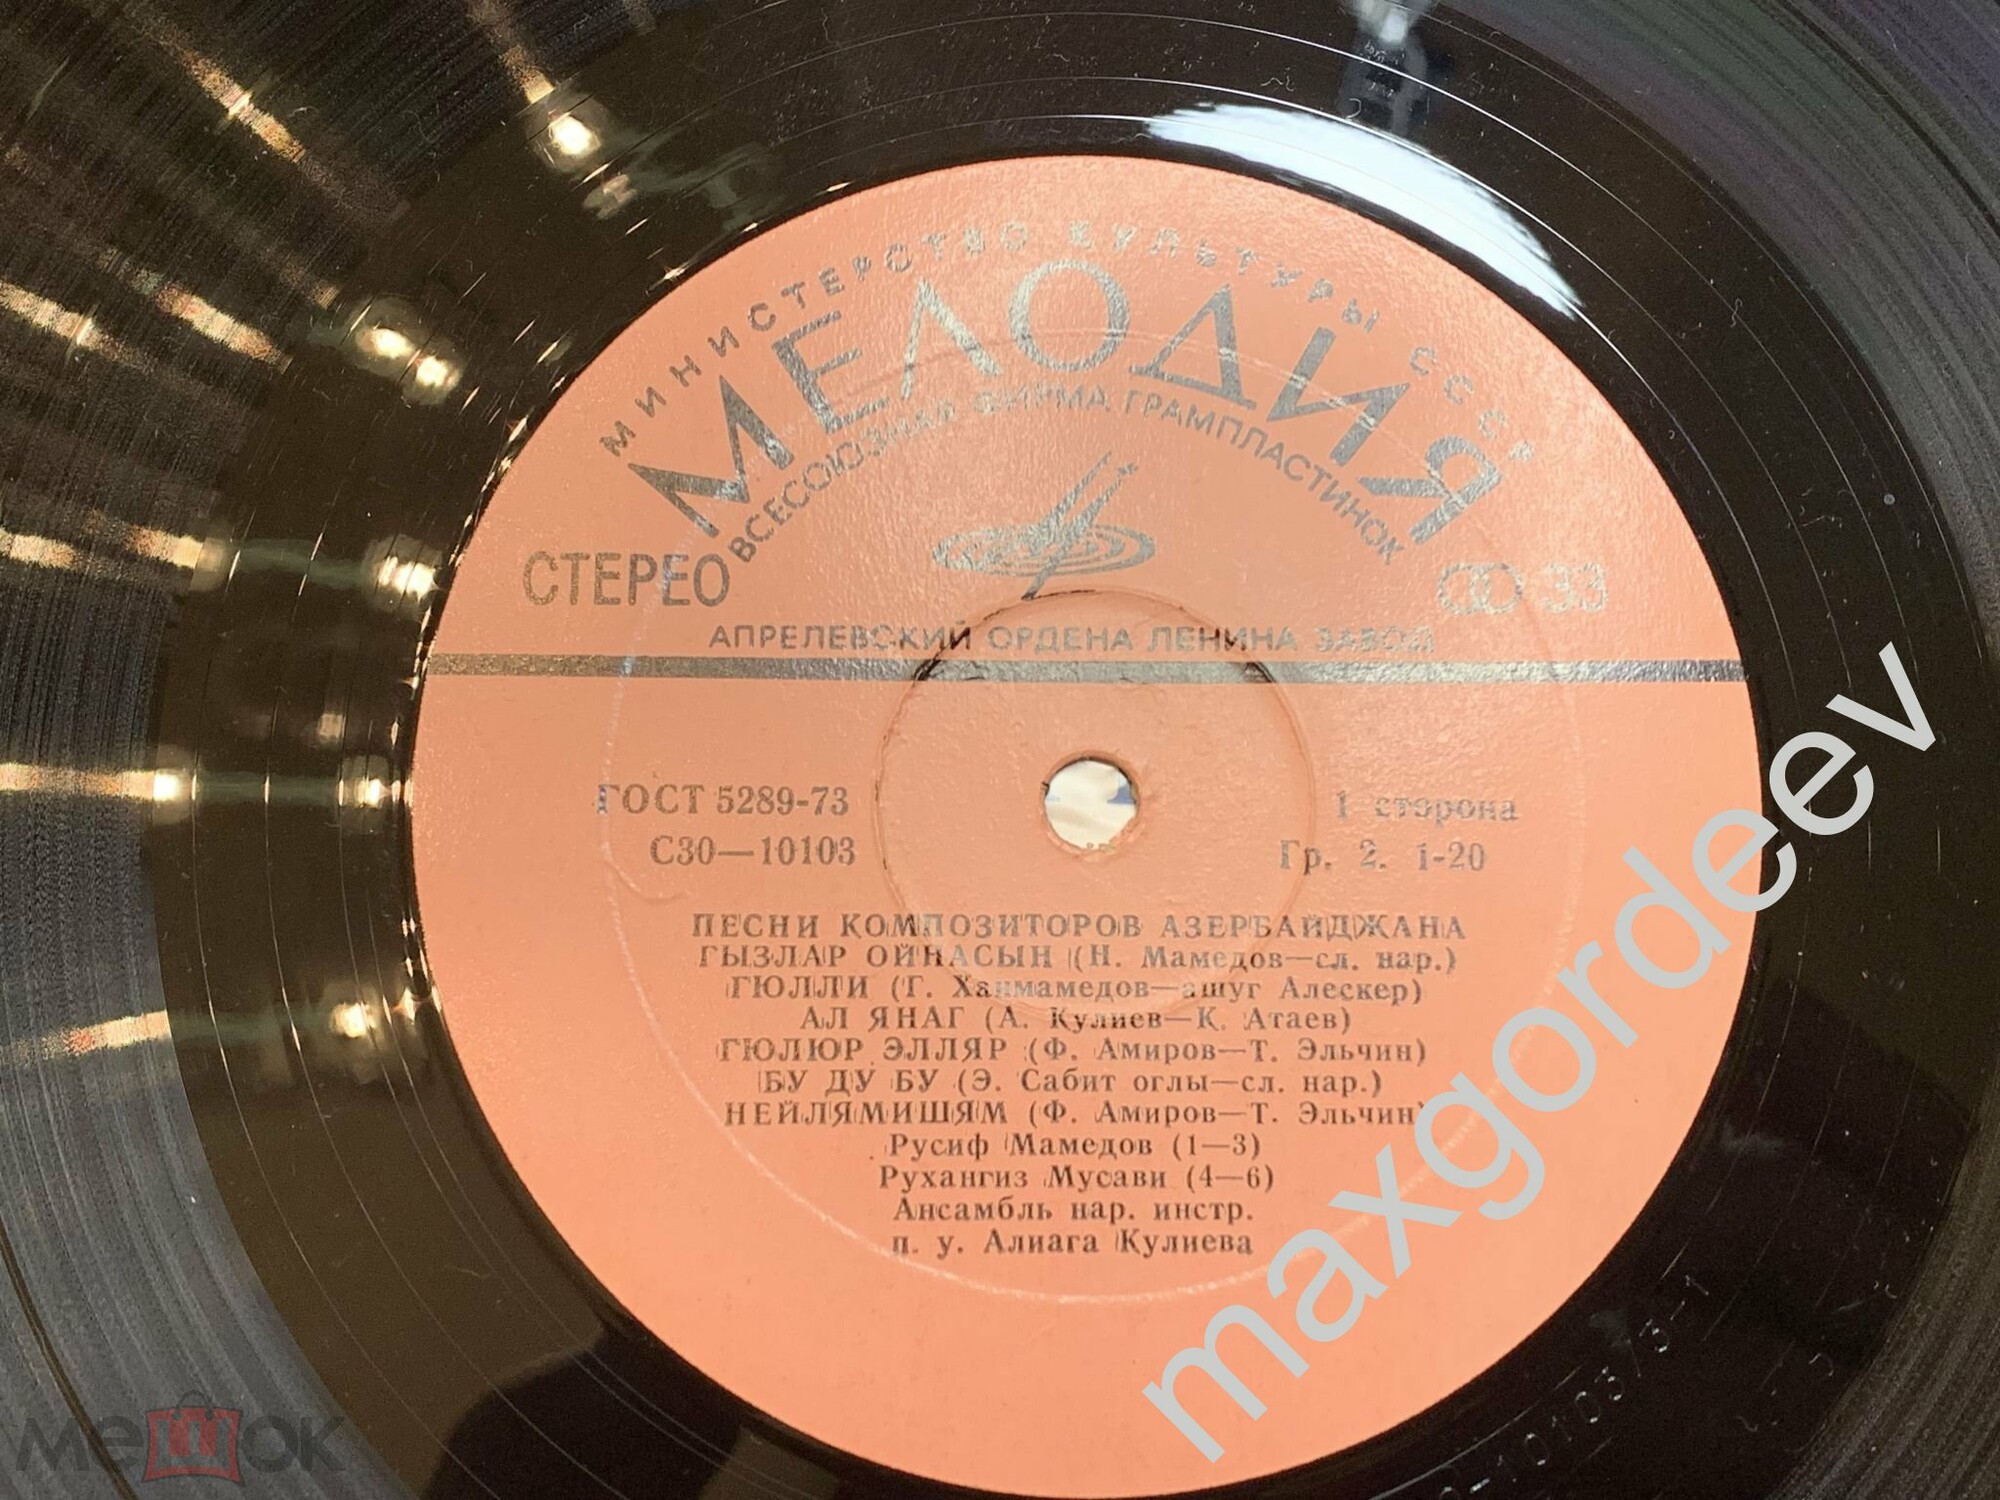 МИНИСТЕРСТВО КУЛЬТУРЫ СССР
МЕЛОДИЯ
ВСЕСОЮЗНАЯ ФИРМА ГРАМПЛАСТИНОК
СТЕРЕО
33
АПРЕЛЕВСКИЙ ОРДЕНА ЛЕНИНА ЗАВОД
ГОСТ 5289-73
1 сторона
С30—10103
Гр. 2. 1-20
ПЕСНИ КОМПОЗИТОРОВ АЗЕРБАЙДЖАНА
ГЫЗЛАР ОЙНАСЫН (Н. Мамедов—сл. нар.)
ГЮЛЛИ (Т. Ханмамедов—ашуг Алескер)
АЛ ЯНАГ (А. Кулиев—К. Атаев)
ГЮЛЮР ЭЛЛЯР (Ф. Амиров—Т. Эльчин)
БУ ДУ БУ (Э. Сабит оглы—сл. нар.)
НЕЙЛЯМИШЯМ (Ф. Амиров—Т. Эльчин)
Русиф Мамедов (1—3)
Рухангиз Мусави (4—6)
Ансамбль нар. инстр.
п. у. Алиага Кулиева
maxgordeev
мешок